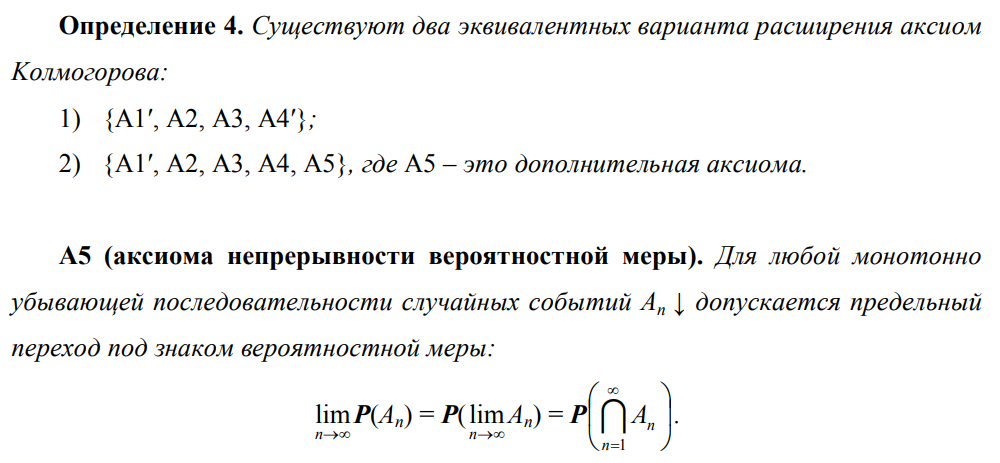 Определение 4. Существуют два эквивалентных варианта расширения аксиом
Колмогорова:
1) {A1′, A2, A3, A4′};
2) {A1′, A2, A3, A4, A5}, где A5 – это дополнительная аксиома.
A5 (аксиома непрерывности вероятностной меры). Для любой монотонно
убывающей последовательности случайных событий Aₙ ↓ допускается предельный
переход под знаком вероятностной меры:
lim_{n→∞} P(Aₙ) = P(lim_{n→∞} Aₙ) = P(⋂_{n=1}^{∞} Aₙ).